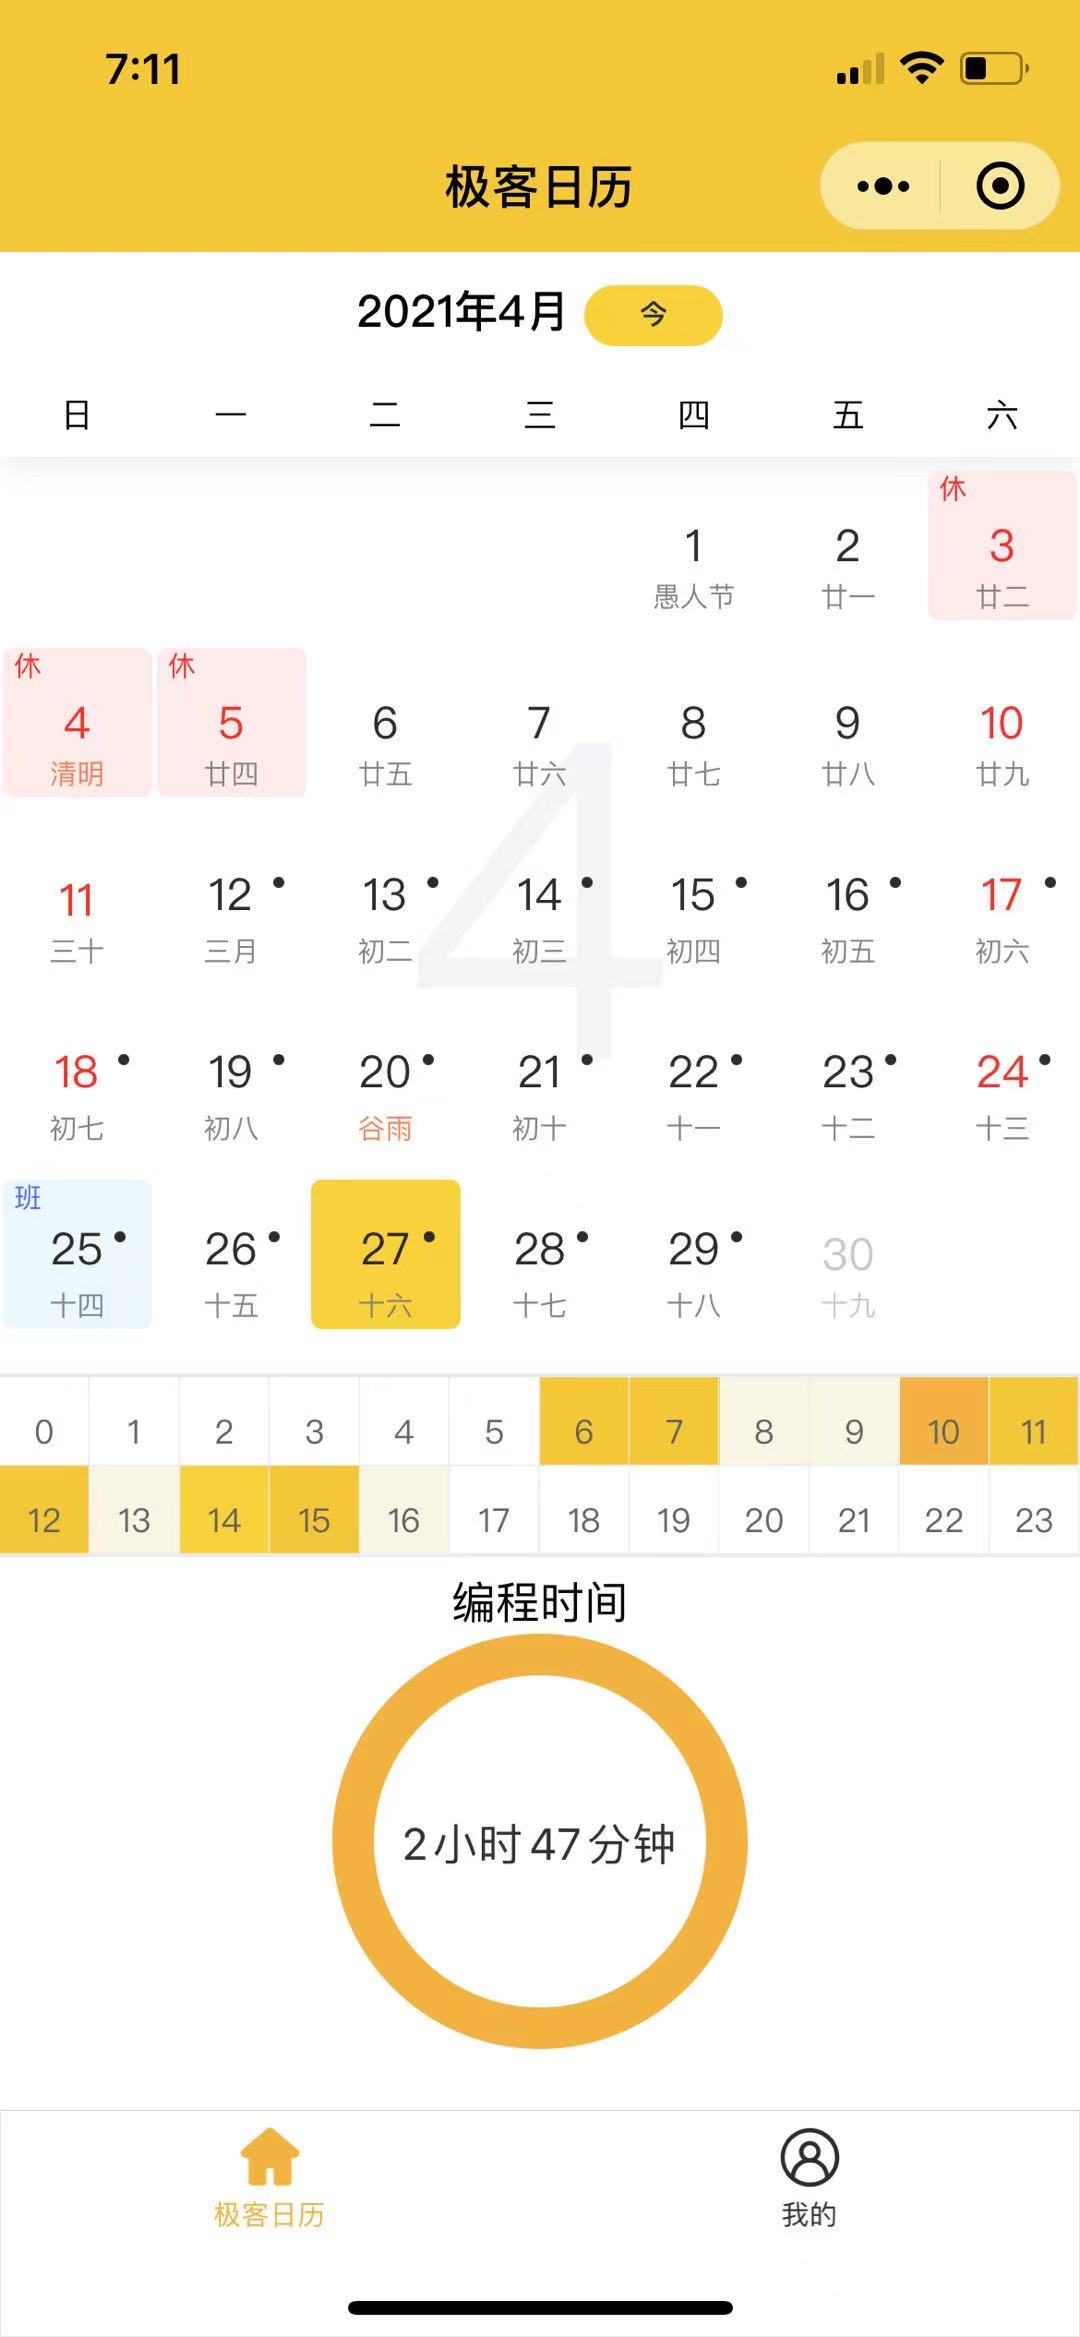 7:11
极客日历
2021年4月 今
日 一 二 三 四 五 六
休
1 2 3
愚人节 廿一 廿二
休 休
4 5 6 7 8 9 10
清明 廿四 廿五 廿六 廿七 廿八 廿九
11 12 13 14 15 16 17
三十 三月 初二 初三 初四 初五 初六
18 19 20 21 22 23 24
初七 初八 谷雨 初十 十一 十二 十三
班
25 26 27 28 29 30
十四 十五 十六 十七 十八 十九
4
0 1 2 3 4 5 6 7 8 9 10 11
12 13 14 15 16 17 18 19 20 21 22 23
编程时间
2小时47分钟
极客日历 我的